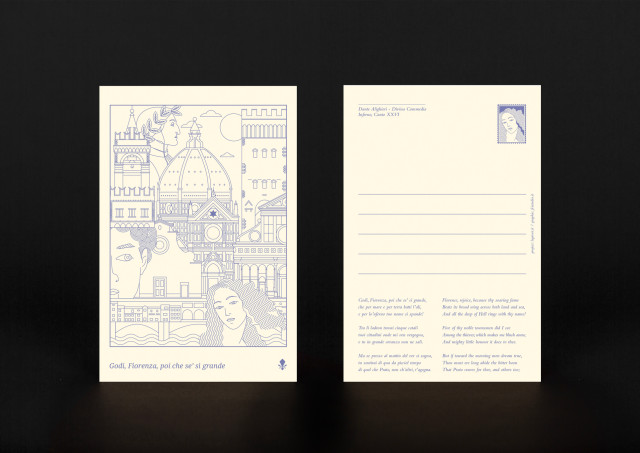 Godi, Fiorenza, poi che se' sì grande
Dante Alighieri - Divina Commedia
Inferno, Canto XXVI
Godi, Fiorenza, poi che se' sì grande,
che per mare e per terra batti l'ali,
e per lo 'nferno tuo nome si spande!
Tra li ladron trovai cinque cotali
tuoi cittadini onde mi ven vergogna,
e tu in grande orranza non ne sali.
Ma se presso al mattin del ver si sogna,
tu sentirai di qua da picciol tempo
di quel che Prato, non ch'altri, t'agogna.
Florence, rejoice, because thy soaring fame
Beats its broad wings across both land and sea,
And all the deep of Hell rings with thy name!
Five of thy noble townsmen did I see
Among the thieves; which makes me blush anew,
And mighty little honour it does to thee.
But if toward the morning men dream true,
Thou must ere long abide the bitter boon
That Prato craves for thee, and others too;